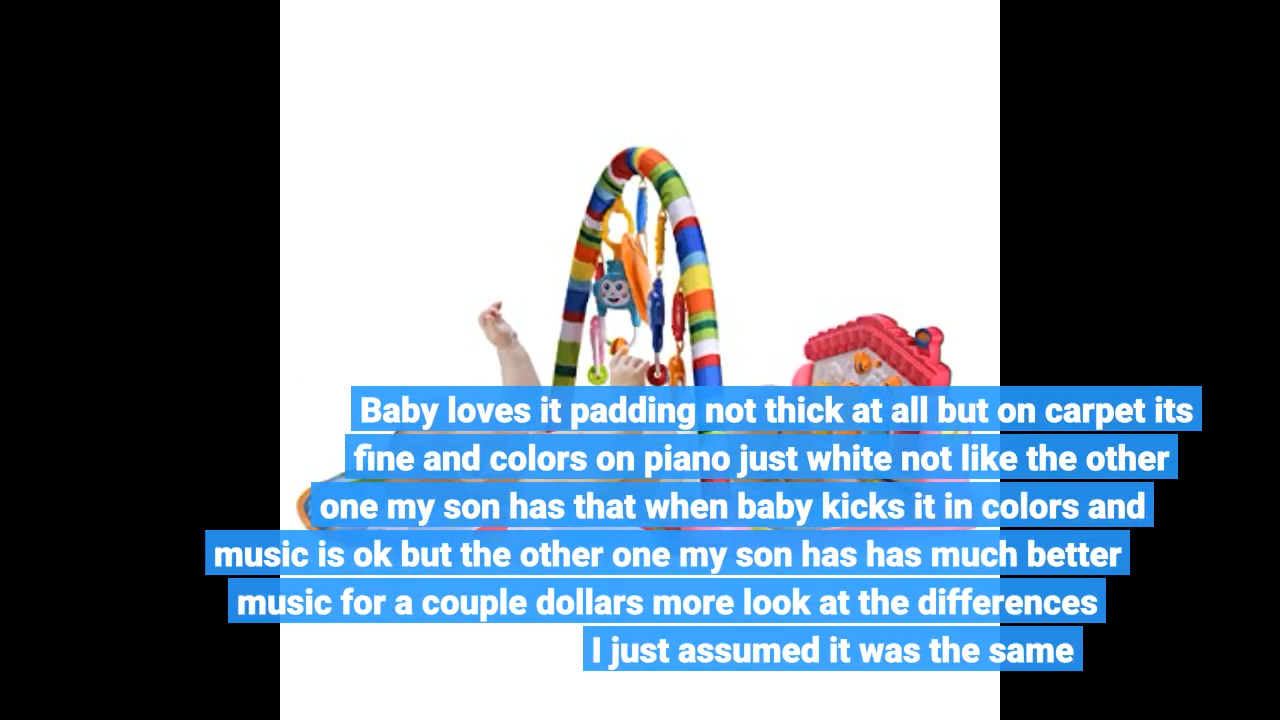 Baby loves it padding not thick at all but on carpet its
fine and colors on piano just white not like the other
one my son has that when baby kicks it in colors and
music is ok but the other one my son has has much better
music for a couple dollars more look at the differences
I just assumed it was the same